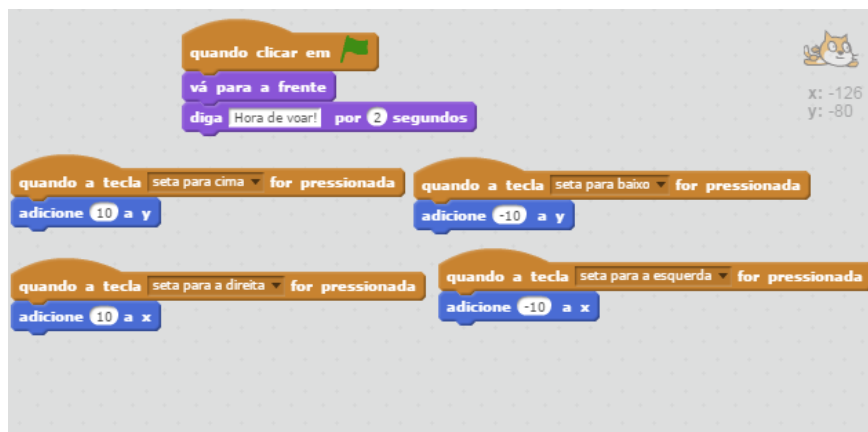 quando clicar em
vá para a frente
diga Hora de voar! por 2 segundos
x: -126
y: -80
quando a tecla seta para cima for pressionada
adicione 10 a y
quando a tecla seta para baixo for pressionada
adicione -10 a y
quando a tecla seta para a direita for pressionada
adicione 10 a x
quando a tecla seta para a esquerda for pressionada
adicione -10 a x